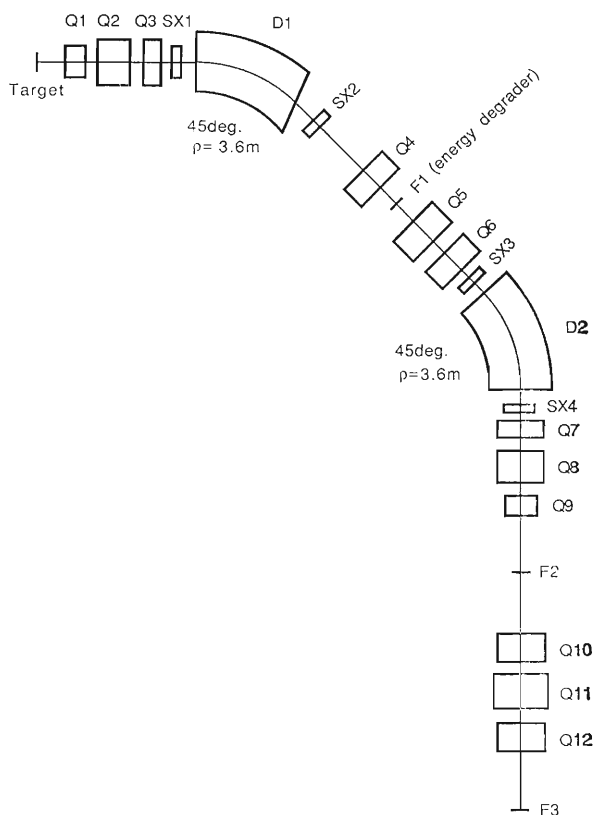 Q1
Q2
Q3
SX1
D1
Target
45deg.
ρ= 3.6m
SX2
Q4
F1 (energy degrader)
Q5
Q6
SX3
D2
45deg.
ρ=3.6m
SX4
Q7
Q8
Q9
F2
Q10
Q11
Q12
F3